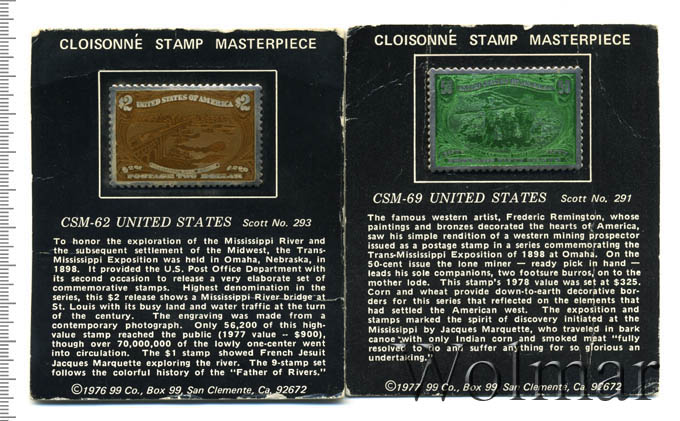 CLOISONNÉ STAMP MASTERPIECE
$2 UNITED STATES OF AMERICA $2
POSTAGE TWO DOLLAR
CSM-62 UNITED STATES Scott No. 293
To honor the exploration of the Mississippi River and
the subsequent settlement of the Midwest, the Trans-
Mississippi Exposition was held in Omaha, Nebraska, in
1898. It provided the U.S. Post Office Department with
its second occasion to release a very elaborate set of
commemorative stamps. Highest denomination in the
series, this $2 release shows a Mississippi River bridge at
St. Louis with its busy land and water traffic at the turn
of the century. The engraving was made from a
contemporary photograph. Only 56,200 of this high-
value stamp reached the public (1977 value -- $900),
though over 70,000,000 of the lowly one-center went
into circulation. The $1 stamp showed French Jesuit
Jacques Marquette exploring the river. The 9-stamp set
follows the colorful history of the "Father of Rivers."
©1976 99 Co., Box 99 San Clemente, Ca. 92672
CLOISONNÉ STAMP MASTERPIECE
CSM-69 UNITED STATES Scott No. 291
The famous western artist, Frederic Remington, whose
paintings and bronzes decorated the hearts of America,
saw his simple rendition of a western mining prospector
issued as a postage stamp in a series commemorating the
Trans-Mississippi Exposition of 1898 at Omaha. On the
50-cent issue the lone miner — ready pick in hand —
leads his sole companions, two footsure burros, on to the
mother lode. This stamp's 1978 value was set at $325.
Corn and wheat provide down-to-earth decorative bor-
ders for this series that reflected on the elements that
had settled the American west. The exposition and
stamps marked the spirit of discovery initiated at the
Mississippi by Jacques Marquette, who traveled in bark
canoe with only Indian corn and smoked meat "fully
resolved to do and suffer anything for so glorious an
undertaking."
©1977 99 Co., Box 99 San Clemente, Ca. 92672
Wolmar